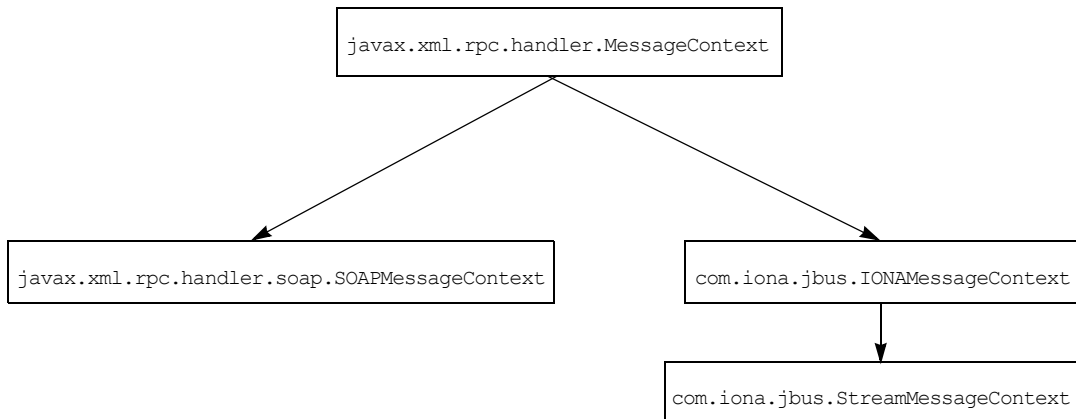 javax.xml.rpc.handler.MessageContext
javax.xml.rpc.handler.soap.SOAPMessageContext
com.iona.jbus.IONAMessageContext
com.iona.jbus.StreamMessageContext